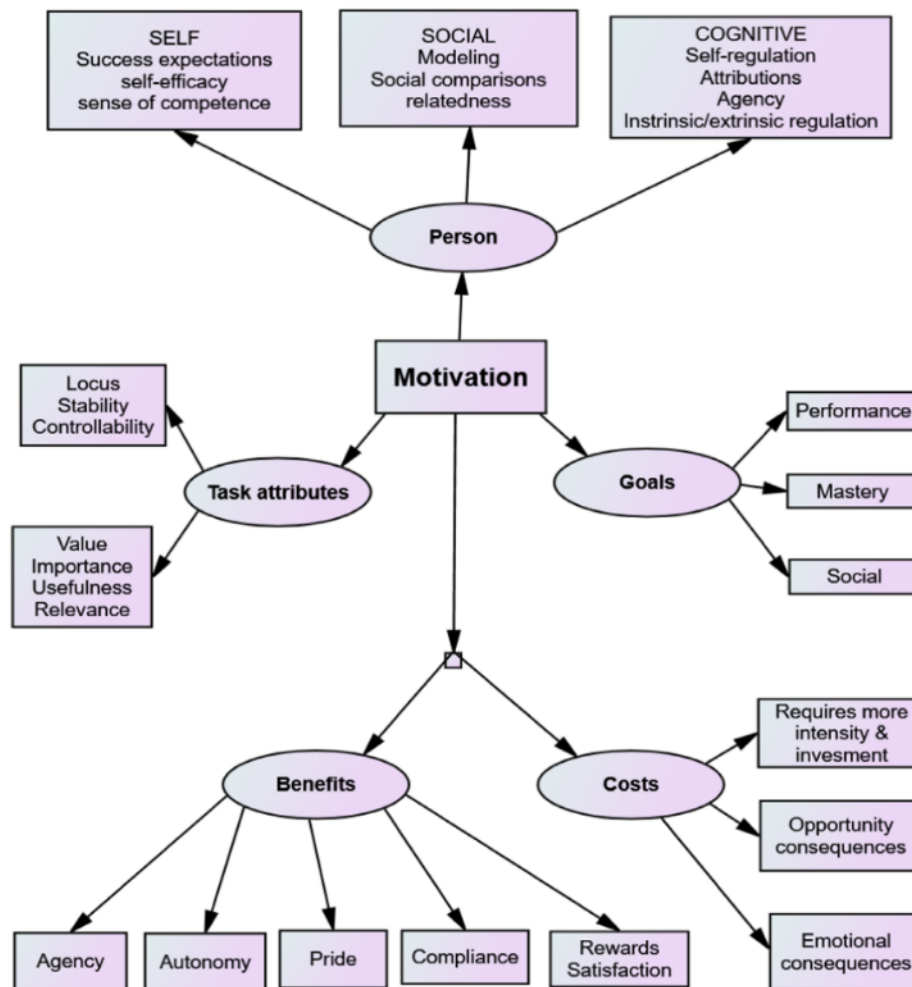 SELF
Success expectations
self-efficacy
sense of competence
SOCIAL
Modeling
Social comparisons
relatedness
COGNITIVE
Self-regulation
Attributions
Agency
Instrinsic/extrinsic regulation
Person
Motivation
Locus
Stability
Controllability
Task attributes
Value
Importance
Usefulness
Relevance
Goals
Performance
Mastery
Social
Benefits
Costs
Requires more
intensity &
invesment
Opportunity
consequences
Emotional
consequences
Agency
Autonomy
Pride
Compliance
Rewards
Satisfaction